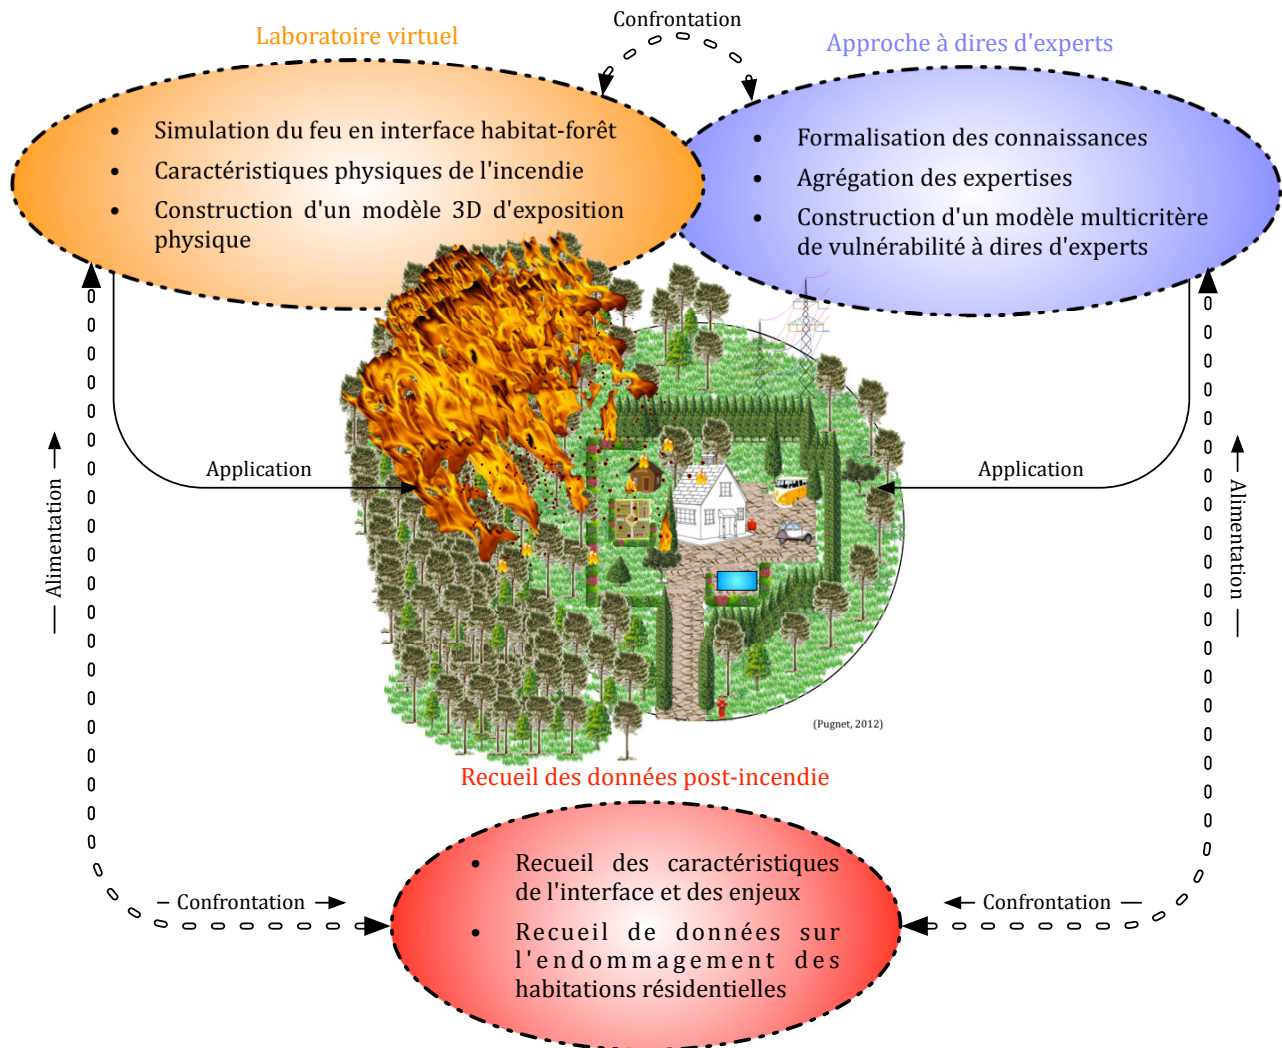 Confrontation
Laboratoire virtuel
Approche à dires d'experts
• Simulation du feu en interface habitat-forêt
• Caractéristiques physiques de l'incendie
• Construction d'un modèle 3D d'exposition
physique
• Formalisation des connaissances
• Agrégation des expertises
• Construction d'un modèle multicritère
de vulnérabilité à dires d'experts
Application
Application
Alimentation
Alimentation
(Pugnet, 2012)
Recueil des données post-incendie
• Recueil des caractéristiques
de l'interface et des enjeux
• Recueil de données sur
l'endommagement des
habitations résidentielles
Confrontation
Confrontation